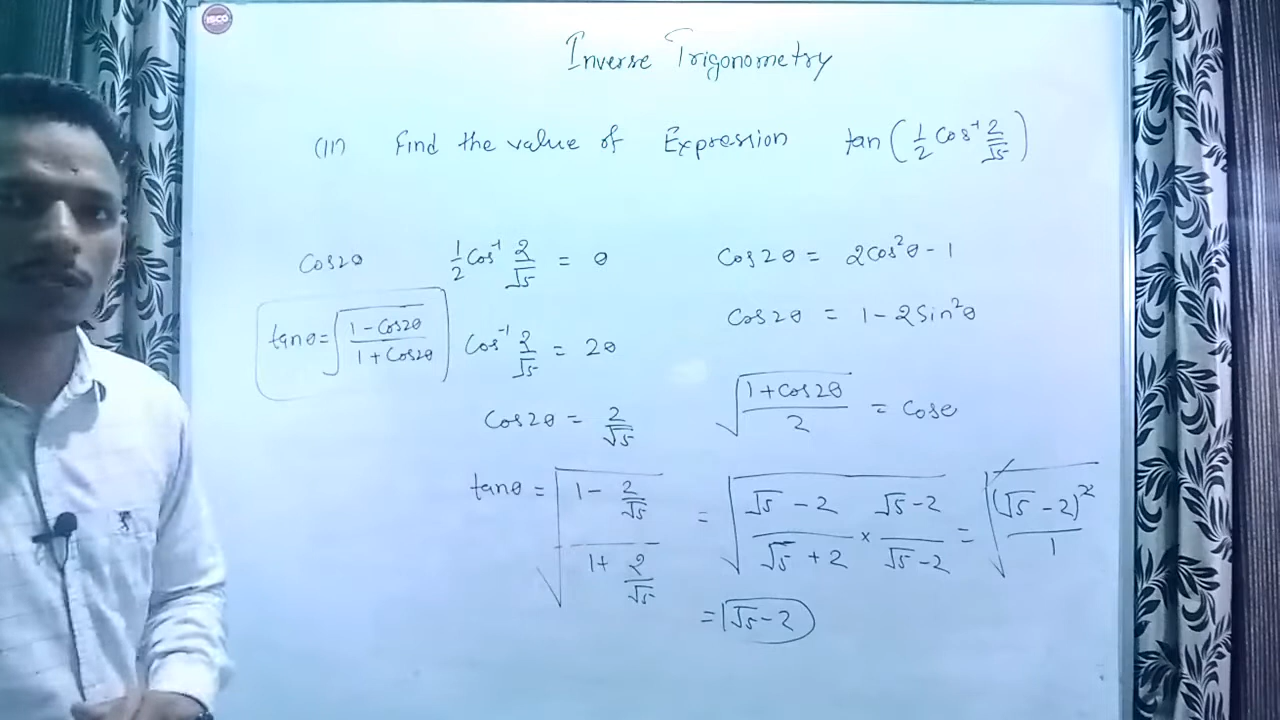 ISCO
Inverse Trigonometry
(11) Find the value of Expression tan(½ Cos⁻¹ 2/√5)
Cos2θ
½ Cos⁻¹ 2/√5 = θ
tanθ = √((1 - Cos2θ)/(1 + Cos2θ))
Cos⁻¹ 2/√5 = 2θ
Cos2θ = 2/√5
Cos2θ = 2Cos²θ - 1
Cos2θ = 1 - 2Sin²θ
√((1 + Cos2θ)/2) = Cosθ
tanθ = √((1 - 2/√5)/(1 + 2/√5)) = √((√5 - 2)/(√5 + 2) × (√5 - 2)/(√5 - 2)) = √((√5 - 2)²/1)
= √5 - 2